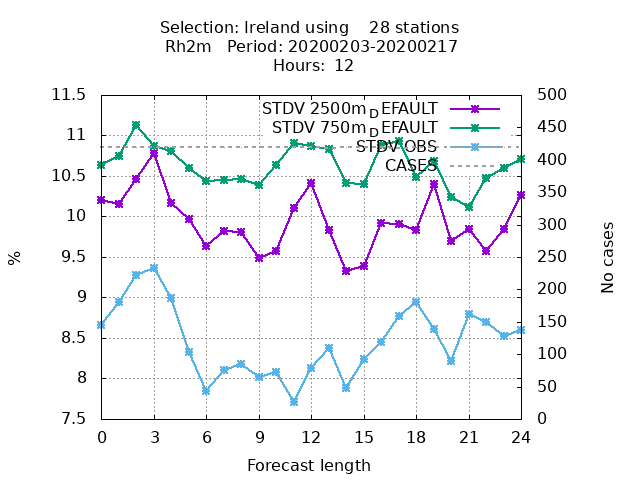 Selection: Ireland using    28 stations
Rh2m   Period: 20200203-20200217
Hours:  12
STDV 2500m_DEFAULT
STDV 750m_DEFAULT
STDV OBS
CASES
11.5
11
10.5
10
9.5
9
8.5
8
7.5
500
450
400
350
300
250
200
150
100
50
0
%
No cases
0 3 6 9 12 15 18 21 24
Forecast length